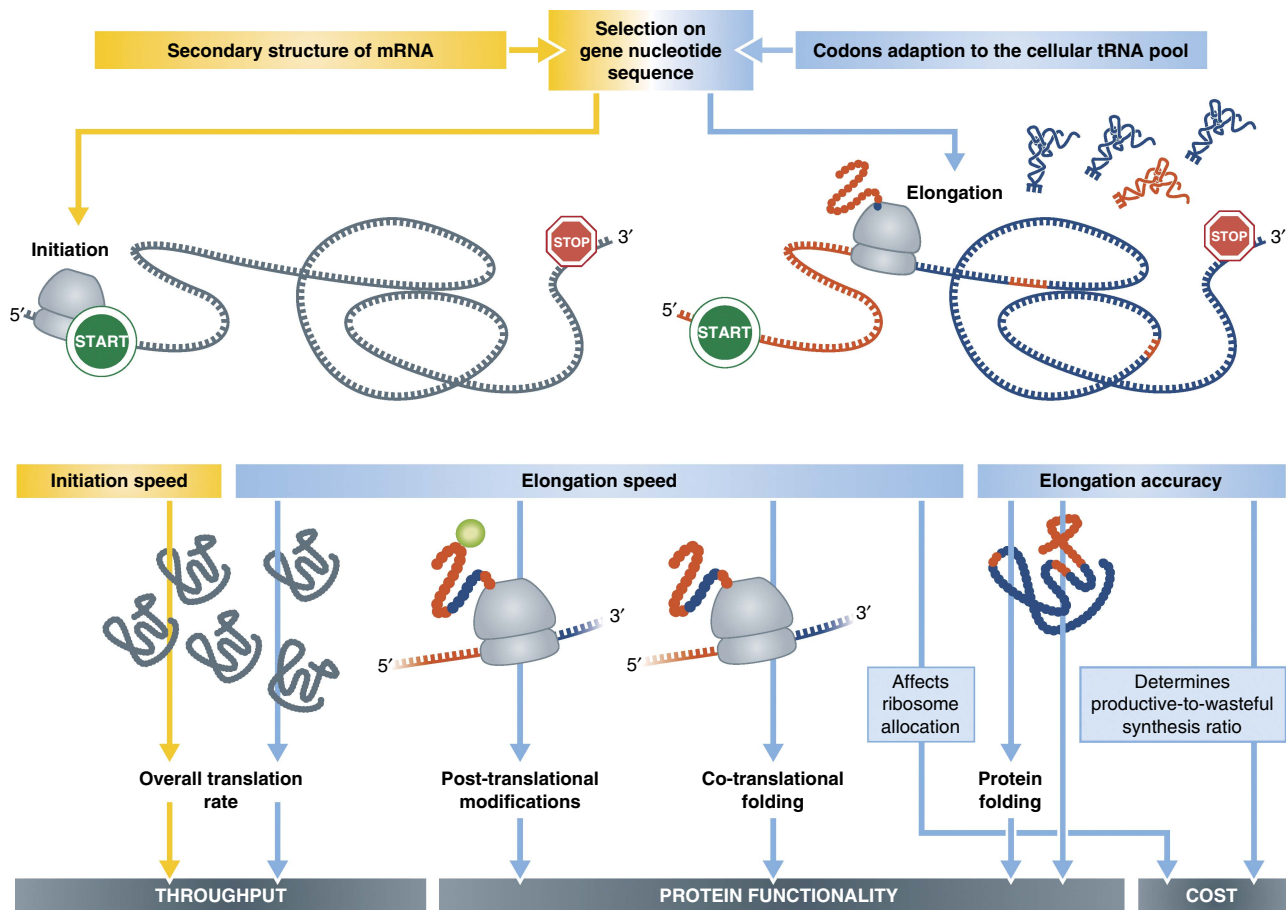 Secondary structure of mRNA
Selection on
gene nucleotide
sequence
Codons adaption to the cellular tRNA pool
Initiation
5′
START
STOP
3′
Elongation
5′
START
STOP
3′
Initiation speed
Elongation speed
Elongation accuracy
5′
3′
5′
3′
Affects
ribosome
allocation
Determines
productive-to-wasteful
synthesis ratio
Overall translation
rate
Post-translational
modifications
Co-translational
folding
Protein
folding
THROUGHPUT
PROTEIN FUNCTIONALITY
COST